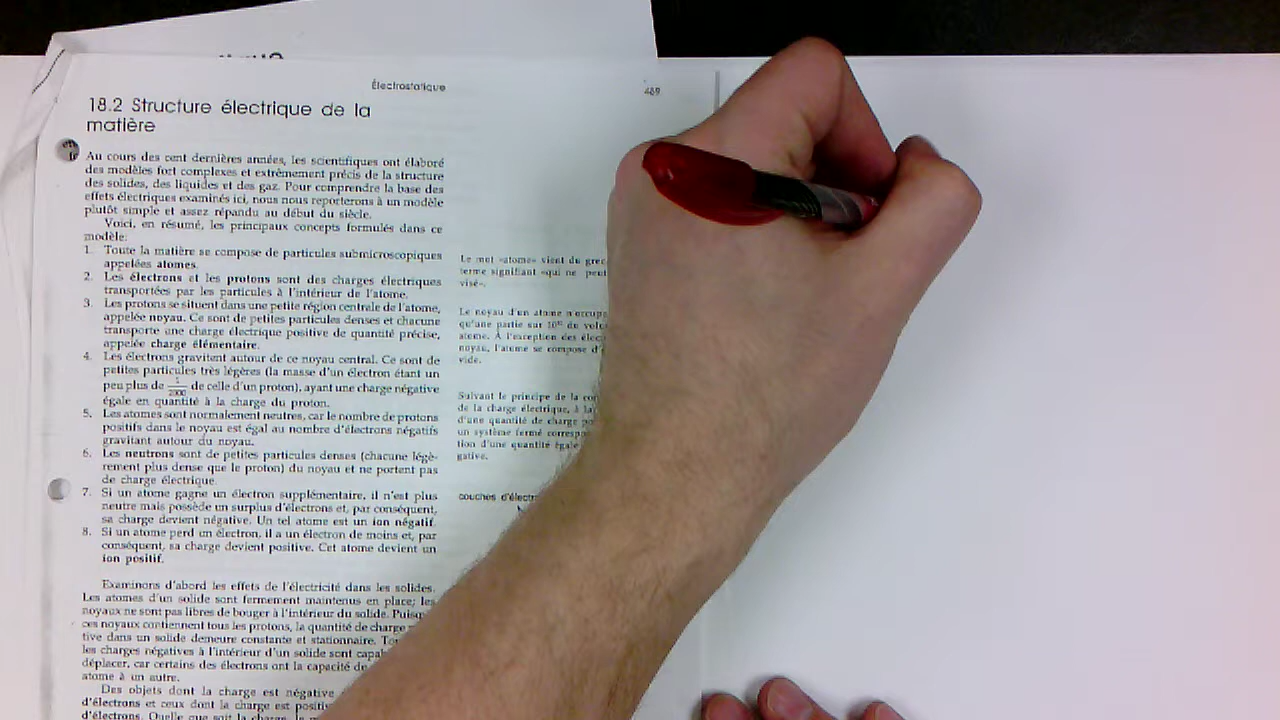 Électrostatique
469
18.2 Structure électrique de la
matière
Au cours des cent dernières années, les scientifiques ont élaboré
des modèles fort complexes et extrêmement précis de la structure
des solides, des liquides et des gaz. Pour comprendre la base des
effets électriques examinés ici, nous nous reporterons à un modèle
plutôt simple et assez répandu au début du siècle.
Voici, en résumé, les principaux concepts formulés dans ce
modèle:
1. Toute la matière se compose de particules submicroscopiques
appelées atomes.
2. Les électrons et les protons sont des charges électriques
transportées par les particules à l'intérieur de l'atome.
3. Les protons se situent dans une petite région centrale de l'atome,
appelée noyau. Ce sont de petites particules denses et chacune
transporte une charge électrique positive de quantité précise,
appelée charge élémentaire.
4. Les électrons gravitent autour de ce noyau central. Ce sont de
petites particules très légères (la masse d'un électron étant un
peu plus de 1/2000 de celle d'un proton), ayant une charge négative
égale en quantité à la charge du proton.
5. Les atomes sont normalement neutres, car le nombre de protons
positifs dans le noyau est égal au nombre d'électrons négatifs
gravitant autour du noyau.
6. Les neutrons sont de petites particules denses (chacune légè-
rement plus dense que le proton) du noyau et ne portent pas
de charge électrique.
7. Si un atome gagne un électron supplémentaire, il n'est plus
neutre mais possède un surplus d'électrons et, par conséquent,
sa charge devient négative. Un tel atome est un ion négatif.
8. Si un atome perd un électron, il a un électron de moins et, par
conséquent, sa charge devient positive. Cet atome devient un
ion positif.
Examinons d'abord les effets de l'électricité dans les solides.
Les atomes d'un solide sont fermement maintenus en place; les
noyaux ne sont pas libres de bouger à l'intérieur du solide.
ces noyaux contiennent tous les protons, la quantité de charge
tive dans un solide demeure constante et stationnaire.
les charges négatives à l'intérieur d'un solide sont
déplacer, car certains des électrons ont la capacité de
atome à un autre.
Des objets dont la charge est négative
d'électrons et ceux dont la charge est
d'électrons. Quelle que soit la charge, le
Le mot «atome» vient du grec
terme signifiant «qui ne peut
visé».
Le noyau d'un atome
qu'une partie sur du
atome. À l'exception des
noyau, l'atome se compose
vide.
Suivant le principe de la
de la charge électrique, à la
d'une quantité de charge
un système fermé
tion d'une quantité égale
gative.
couches